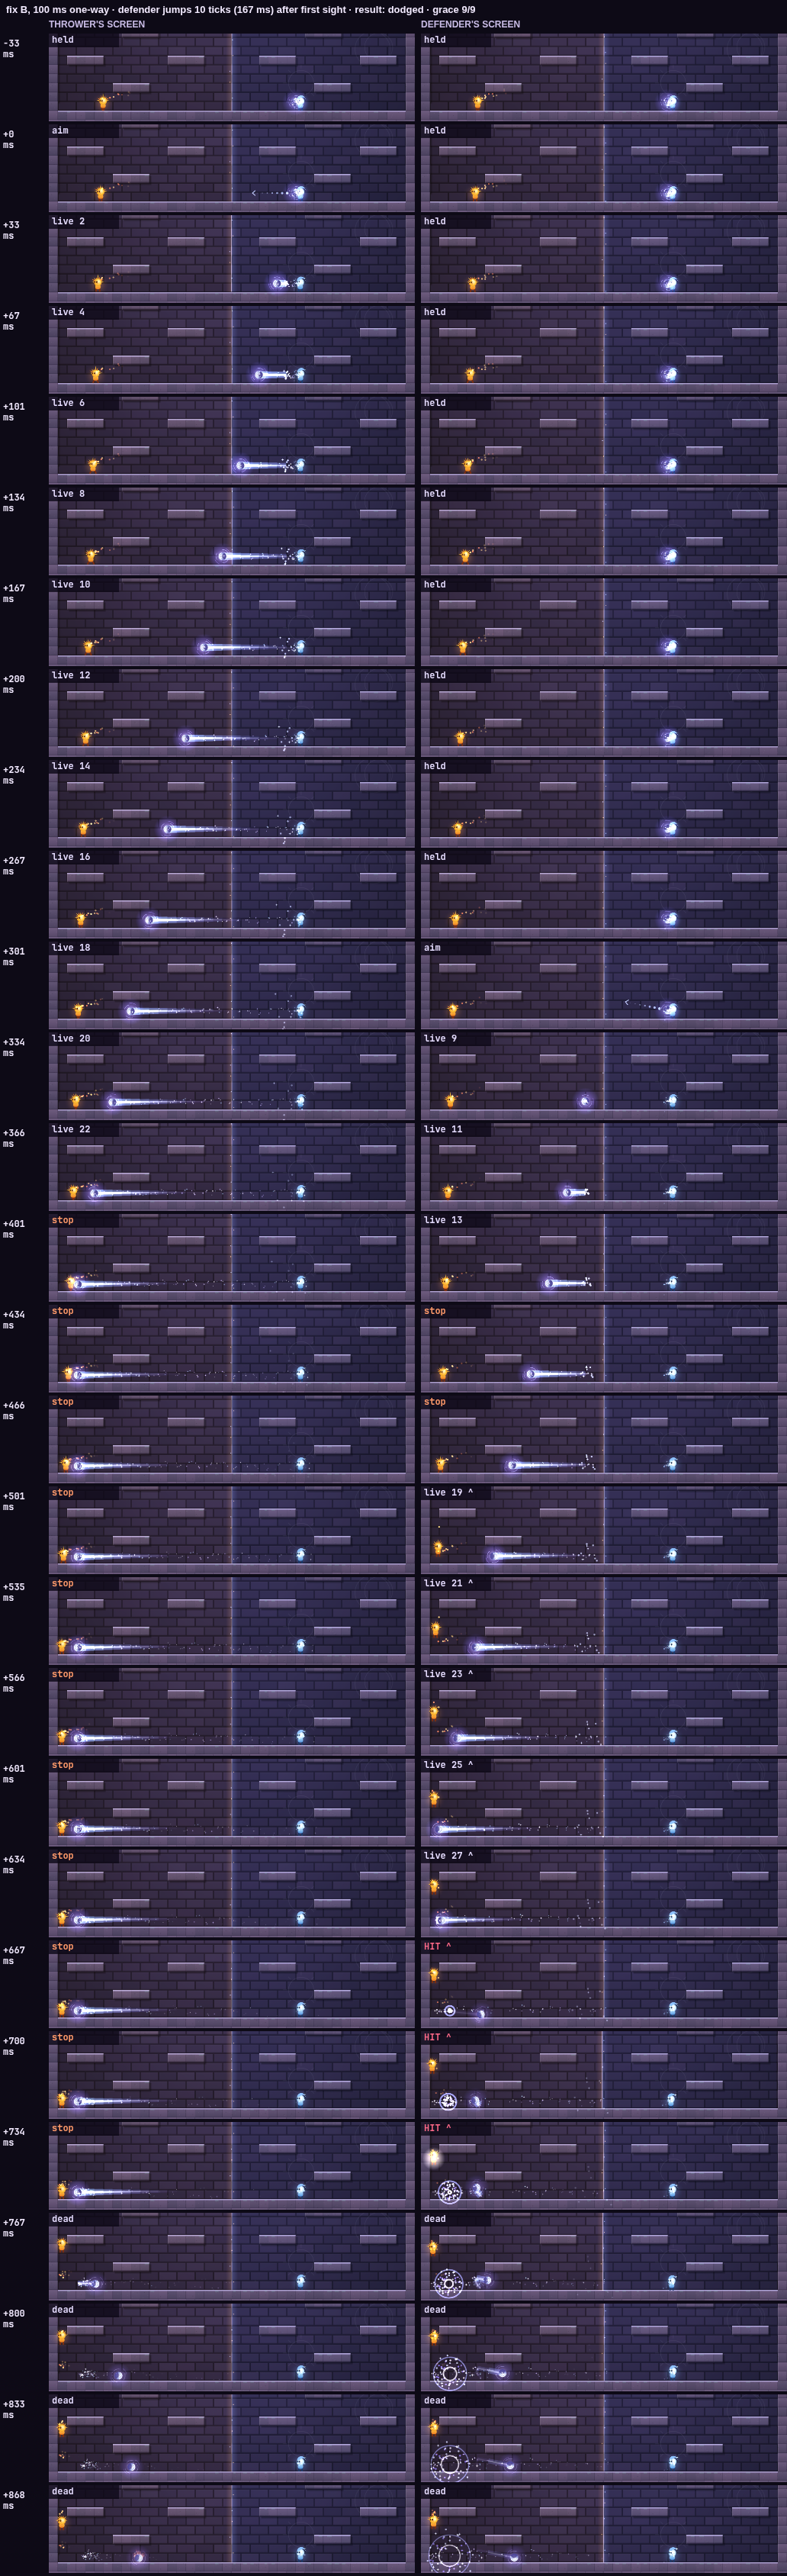 fix B, 100 ms one-way · defender jumps 10 ticks (167 ms) after first sight · result: dodged · grace 9/9
THROWER'S SCREEN DEFENDER'S SCREEN
-33 ms held held
+0 ms aim held
+33 ms live 2 held
+67 ms live 4 held
+101 ms live 6 held
+134 ms live 8 held
+167 ms live 10 held
+200 ms live 12 held
+234 ms live 14 held
+267 ms live 16 held
+301 ms live 18 aim
+334 ms live 20 live 9
+366 ms live 22 live 11
+401 ms stop live 13
+434 ms stop stop
+466 ms stop stop
+501 ms stop live 19 ^
+535 ms stop live 21 ^
+566 ms stop live 23 ^
+601 ms stop live 25 ^
+634 ms stop live 27 ^
+667 ms stop HIT ^
+700 ms stop HIT ^
+734 ms stop HIT ^
+767 ms dead dead
+800 ms dead dead
+833 ms dead dead
+868 ms dead dead